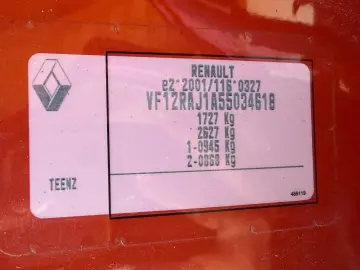 RENAULT
e2*2001/116*0327
VF12RAJ1A55034618
1727 Kg
2627 Kg
1-0945 Kg
2-0860 Kg
TEENZ